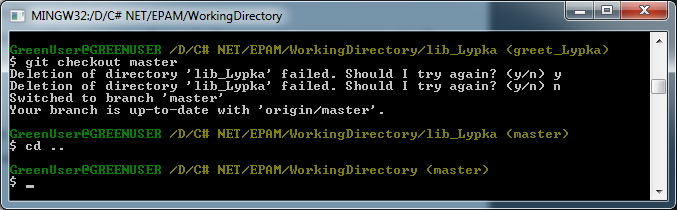 MINGW32:/D/C# NET/EPAM/WorkingDirectory
GreenUser@GREENUSER /D/C# NET/EPAM/WorkingDirectory/lib_Lypka (greet_Lypka)
$ git checkout master
Deletion of directory 'lib_Lypka' failed. Should I try again? (y/n) y
Deletion of directory 'lib_Lypka' failed. Should I try again? (y/n) n
Switched to branch 'master'
Your branch is up-to-date with 'origin/master'.
GreenUser@GREENUSER /D/C# NET/EPAM/WorkingDirectory/lib_Lypka (master)
$ cd ..
GreenUser@GREENUSER /D/C# NET/EPAM/WorkingDirectory (master)
$ _